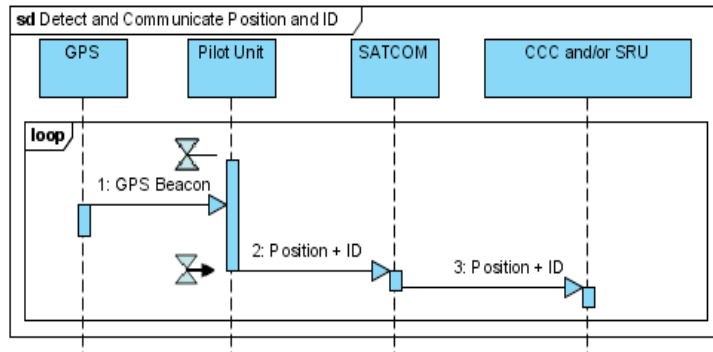 sd Detect and Communicate Position and ID
GPS
Pilot Unit
SATCOM
CCC and/or SRU
loop
1: GPS Beacon
2: Position + ID
3: Position + ID